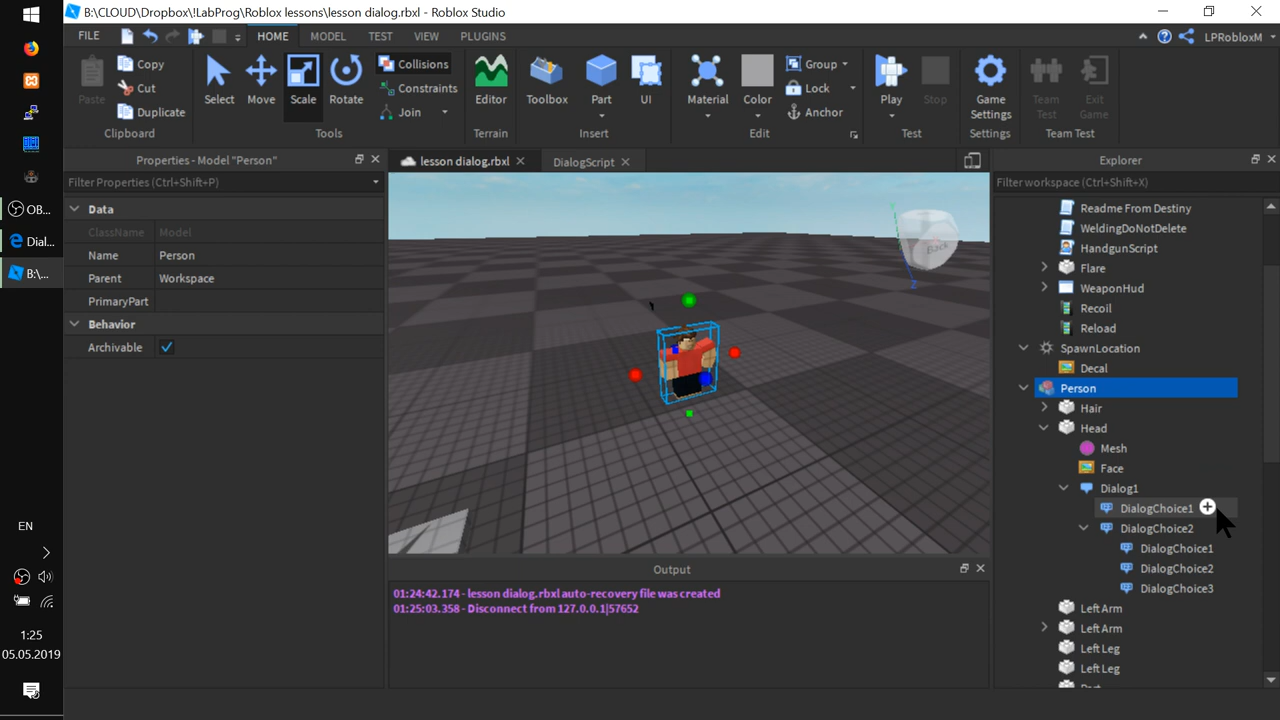 B:\CLOUD\Dropbox\!LabProg\Roblox lessons\lesson dialog.rbxl - Roblox Studio
FILE HOME MODEL TEST VIEW PLUGINS LPRobloxM
Paste
Copy
Cut
Duplicate
Clipboard
Select
Move
Scale
Rotate
Collisions
Constraints
Join
Tools
Editor
Terrain
Toolbox
Part
UI
Insert
Material
Color
Group
Lock
Anchor
Edit
Play
Stop
Test
Game
Settings
Settings
Team
Test
Exit
Game
Team Test
Properties - Model "Person"
Filter Properties (Ctrl+Shift+P)
Data
ClassName Model
Name Person
Parent Workspace
PrimaryPart
Behavior
Archivable
lesson dialog.rbxl
DialogScript
Back
Z
Output
01:24:42.174 - lesson dialog.rbxl auto-recovery file was created
01:25:03.358 - Disconnect from 127.0.0.1|57652
Explorer
Filter workspace (Ctrl+Shift+X)
Readme From Destiny
WeldingDoNotDelete
HandgunScript
Flare
WeaponHud
Recoil
Reload
SpawnLocation
Decal
Person
Hair
Head
Mesh
Face
Dialog1
DialogChoice1
DialogChoice2
DialogChoice1
DialogChoice2
DialogChoice3
Left Arm
Left Arm
Left Leg
Left Leg
OB...
Dial...
B:\...
EN
1:25
05.05.2019